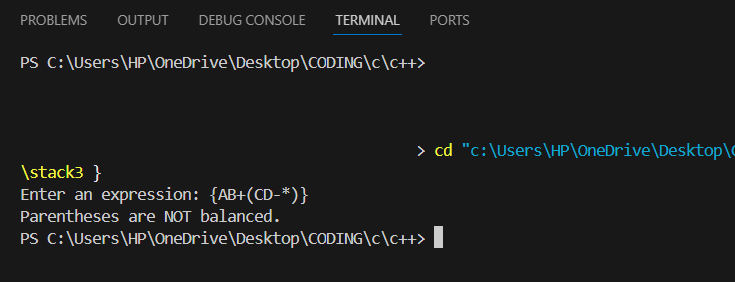 PROBLEMS OUTPUT DEBUG CONSOLE TERMINAL PORTS
PS C:\Users\HP\OneDrive\Desktop\CODING\c\c++>
> cd "c:\Users\HP\OneDrive\Desktop\
\stack3 }
Enter an expression: {AB+(CD-*)}
Parentheses are NOT balanced.
PS C:\Users\HP\OneDrive\Desktop\CODING\c\c++>